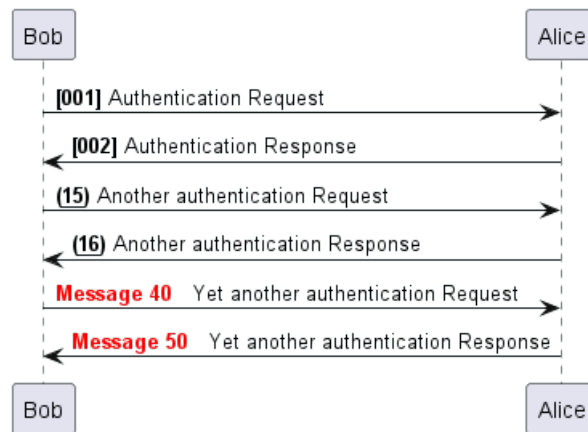 Bob Alice
[001] Authentication Request
[002] Authentication Response
(15) Another authentication Request
(16) Another authentication Response
Message 40 Yet another authentication Request
Message 50 Yet another authentication Response
Bob Alice